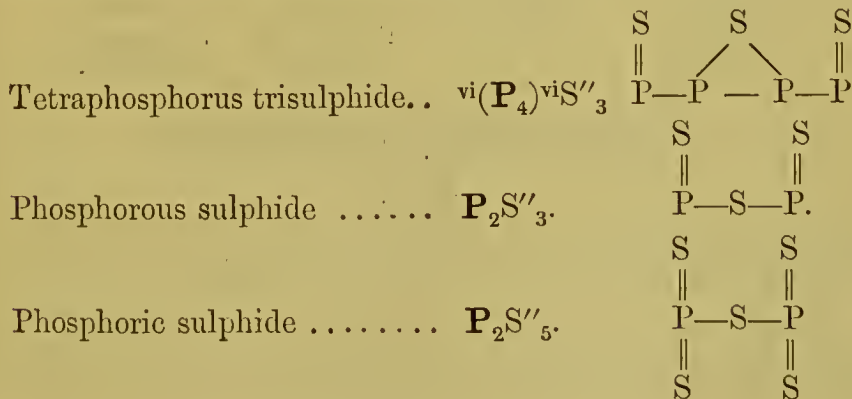 S S S
Tetraphosphorus trisulphide.. ᵛⁱ(P₄)ᵛⁱS″₃ P—P — P—P
S S
Phosphorous sulphide ...... P₂S″₃. P—S—P.
S S
Phosphoric sulphide ........ P₂S″₅. P—S—P
S S